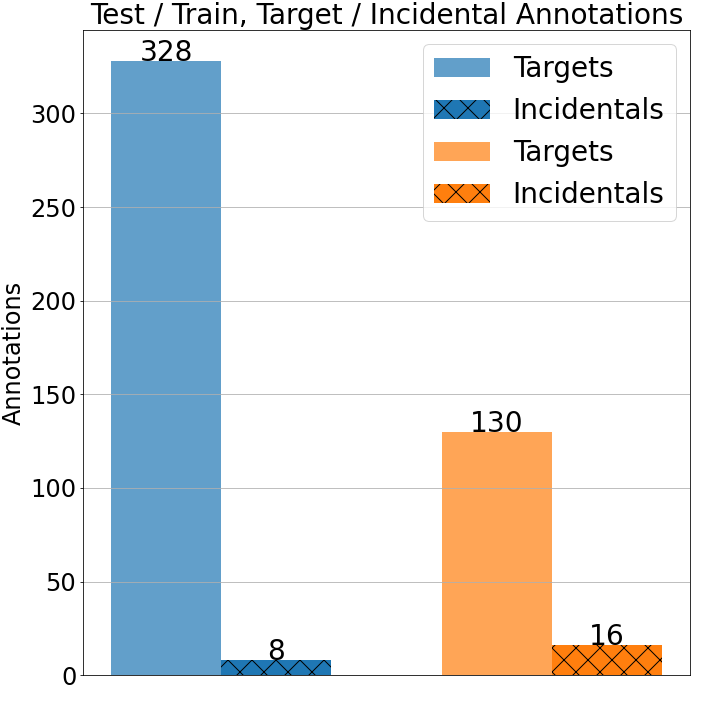 Test / Train, Target / Incidental Annotations
328
Targets
Incidentals
Targets
Incidentals
300
250
200
150
100
50
0
Annotations
130
8
16